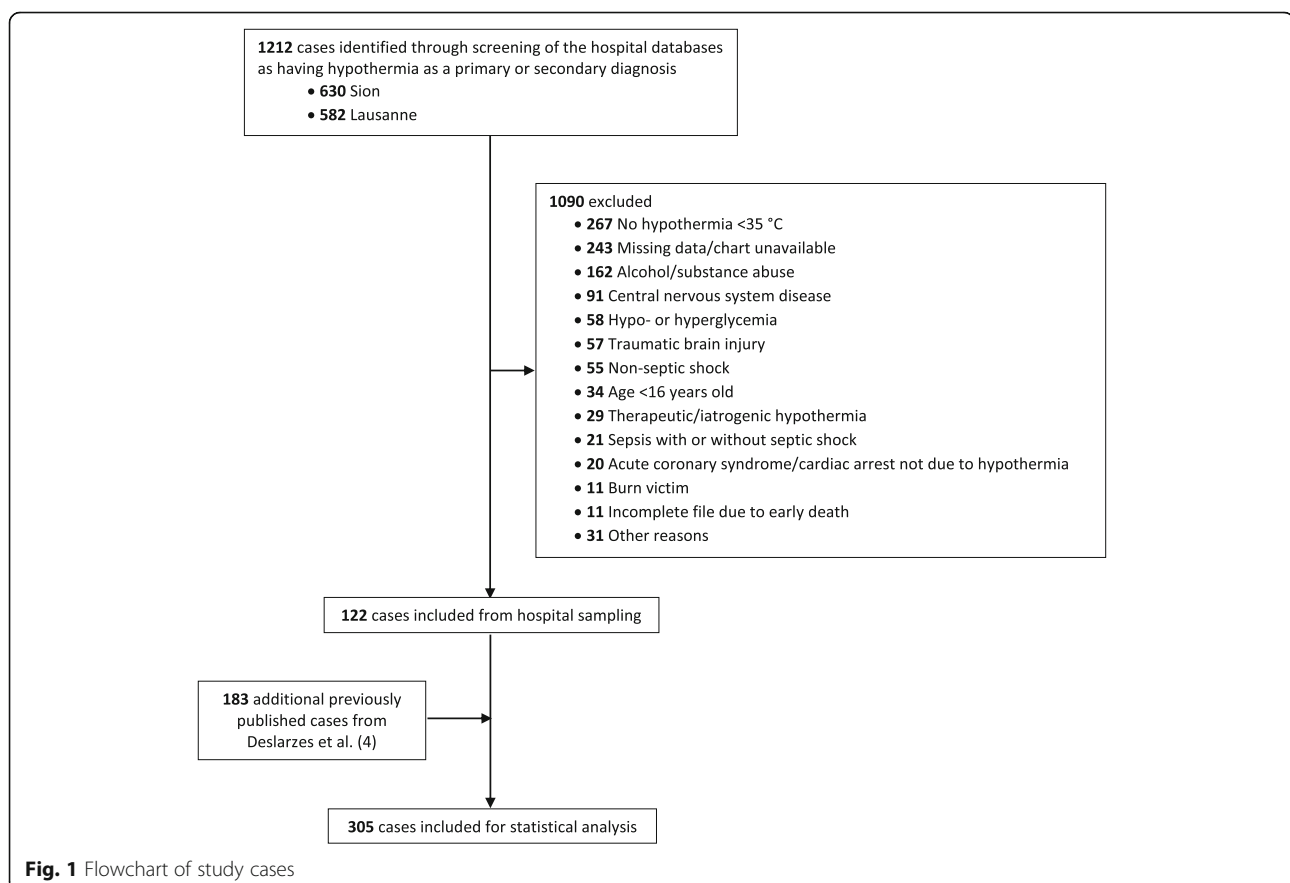 1212 cases identified through screening of the hospital databases
as having hypothermia as a primary or secondary diagnosis
• 630 Sion
• 582 Lausanne
1090 excluded
• 267 No hypothermia <35 °C
• 243 Missing data/chart unavailable
• 162 Alcohol/substance abuse
• 91 Central nervous system disease
• 58 Hypo- or hyperglycemia
• 57 Traumatic brain injury
• 55 Non-septic shock
• 34 Age <16 years old
• 29 Therapeutic/iatrogenic hypothermia
• 21 Sepsis with or without septic shock
• 20 Acute coronary syndrome/cardiac arrest not due to hypothermia
• 11 Burn victim
• 11 Incomplete file due to early death
• 31 Other reasons
122 cases included from hospital sampling
183 additional previously
published cases from
Deslarzes et al. (4)
305 cases included for statistical analysis
Fig. 1 Flowchart of study cases